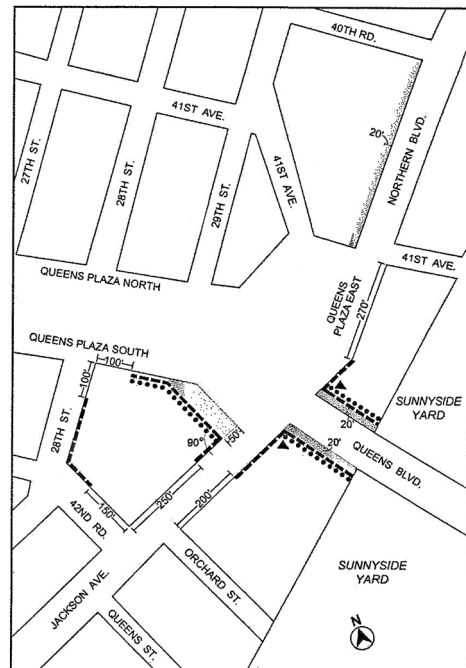 40TH RD.
41ST AVE.
27TH ST.
28TH ST.
29TH ST.
41ST AVE.
20'
NORTHERN BLVD.
41ST AVE.
QUEENS PLAZA NORTH
QUEENS
PLAZA EAST
270'
QUEENS PLAZA SOUTH
100'
100'
28TH ST.
SUNNYSIDE
YARD
20'
QUEENS BLVD.
50'
90°
20'
150'
250'
200'
42ND RD.
JACKSON AVE.
ORCHARD ST.
QUEENS ST.
SUNNYSIDE
YARD
N